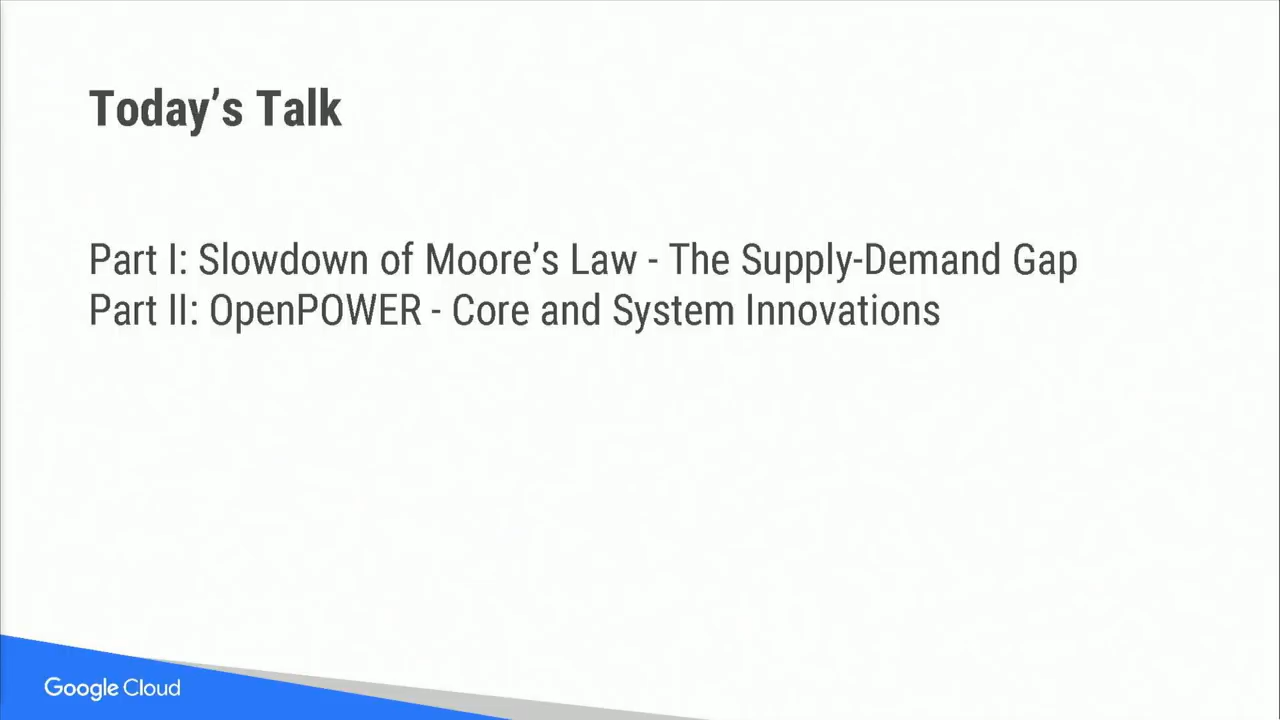 Today’s Talk
Part I: Slowdown of Moore’s Law - The Supply-Demand Gap
Part II: OpenPOWER - Core and System Innovations
Google Cloud